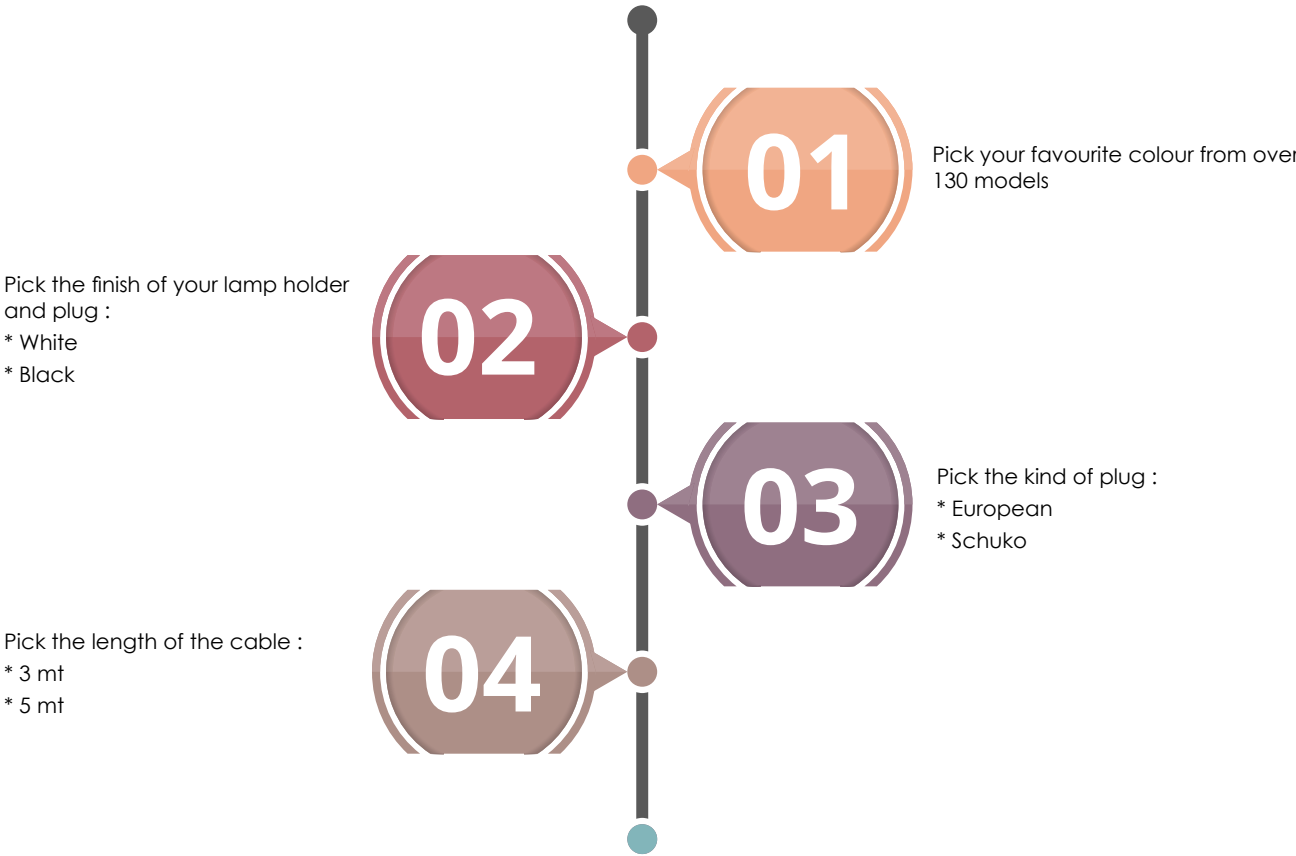 01
Pick your favourite colour from over
130 models
Pick the finish of your lamp holder
and plug :
* White
* Black
02
03
Pick the kind of plug :
* European
* Schuko
Pick the length of the cable :
* 3 mt
* 5 mt
04